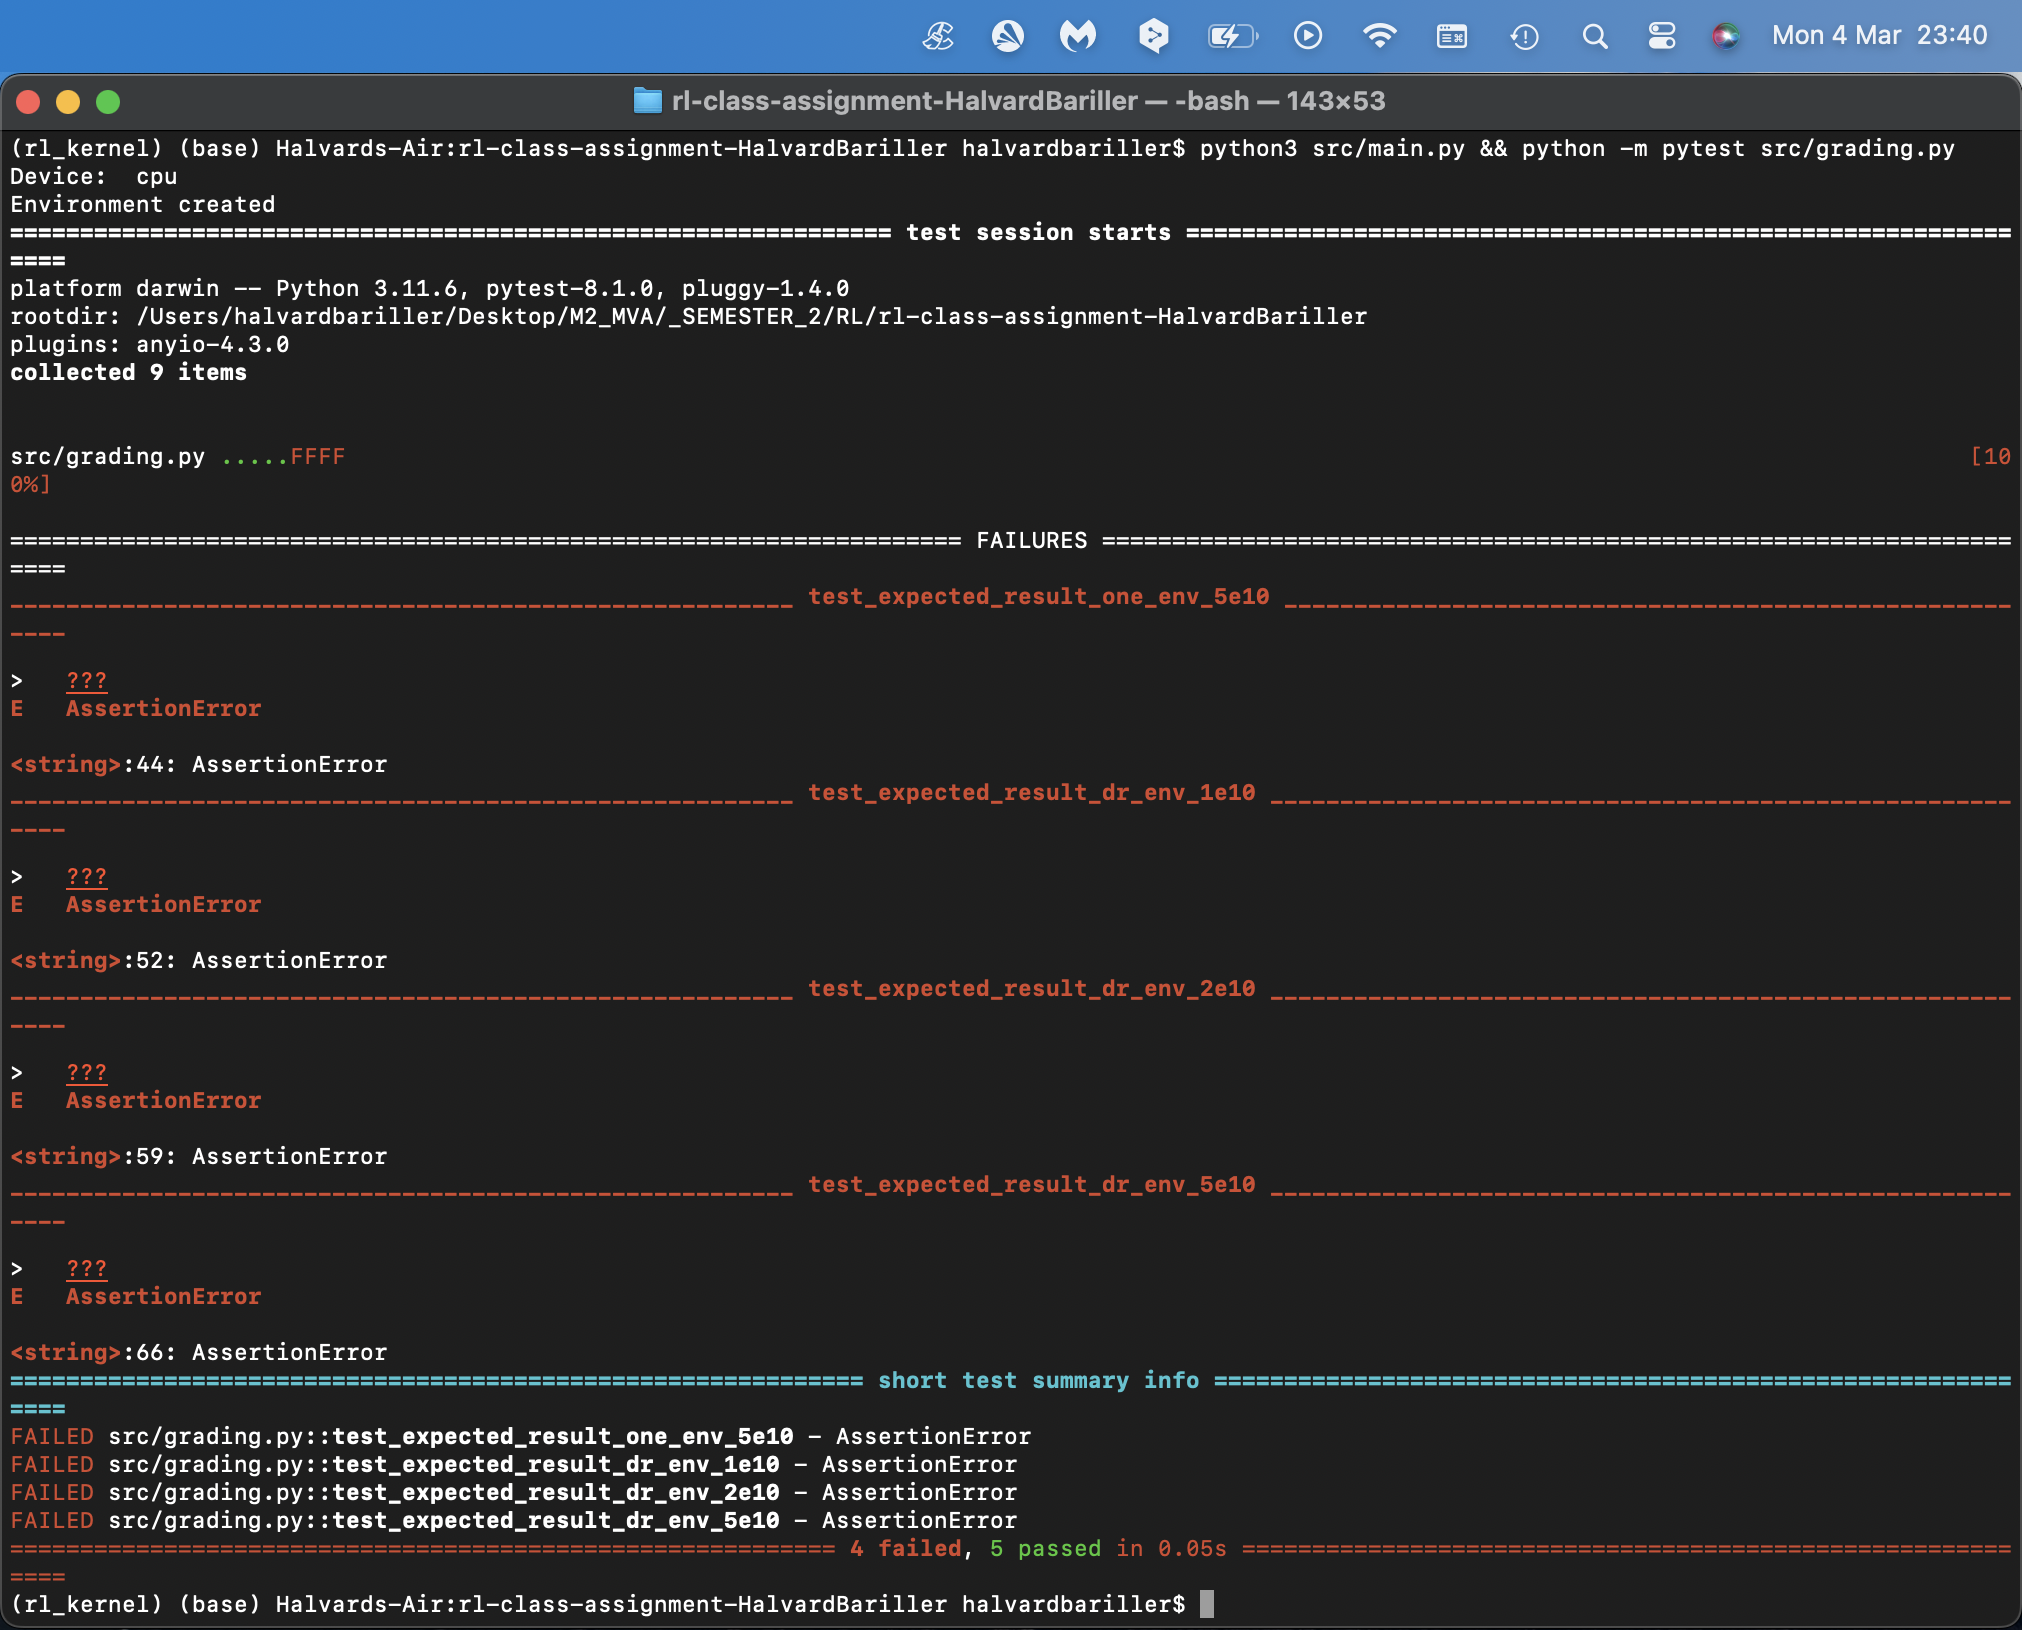 Mon 4 Mar 23:40
rl-class-assignment-HalvardBariller — -bash — 143×53
(rl_kernel) (base) Halvards-Air:rl-class-assignment-HalvardBariller halvardbariller$ python3 src/main.py && python -m pytest src/grading.py
Device:  cpu
Environment created
=============================================================== test session starts ===========================================================
====
platform darwin -- Python 3.11.6, pytest-8.1.0, pluggy-1.4.0
rootdir: /Users/halvardbariller/Desktop/M2_MVA/_SEMESTER_2/RL/rl-class-assignment-HalvardBariller
plugins: anyio-4.3.0
collected 9 items
src/grading.py .....FFFF [10
0%]
==================================================================== FAILURES =================================================================
====
________________________________________________________ test_expected_result_one_env_5e10 ____________________________________________________
____
>   ???
E   AssertionError
<string>:44: AssertionError
________________________________________________________ test_expected_result_dr_env_1e10 _____________________________________________________
____
>   ???
E   AssertionError
<string>:52: AssertionError
________________________________________________________ test_expected_result_dr_env_2e10 _____________________________________________________
____
>   ???
E   AssertionError
<string>:59: AssertionError
________________________________________________________ test_expected_result_dr_env_5e10 _____________________________________________________
____
>   ???
E   AssertionError
<string>:66: AssertionError
============================================================= short test summary info =========================================================
====
FAILED src/grading.py::test_expected_result_one_env_5e10 - AssertionError
FAILED src/grading.py::test_expected_result_dr_env_1e10 - AssertionError
FAILED src/grading.py::test_expected_result_dr_env_2e10 - AssertionError
FAILED src/grading.py::test_expected_result_dr_env_5e10 - AssertionError
=========================================================== 4 failed, 5 passed in 0.05s =======================================================
====
(rl_kernel) (base) Halvards-Air:rl-class-assignment-HalvardBariller halvardbariller$